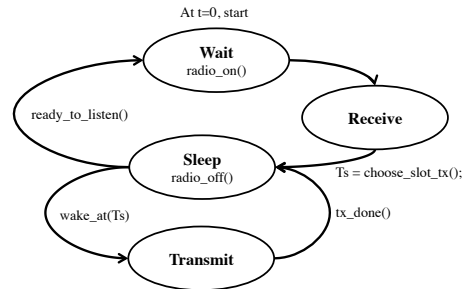 At t=0, start
Wait
radio_on()
Receive
ready_to_listen()
Sleep
radio_off()
Ts = choose_slot_tx();
wake_at(Ts)
tx_done()
Transmit